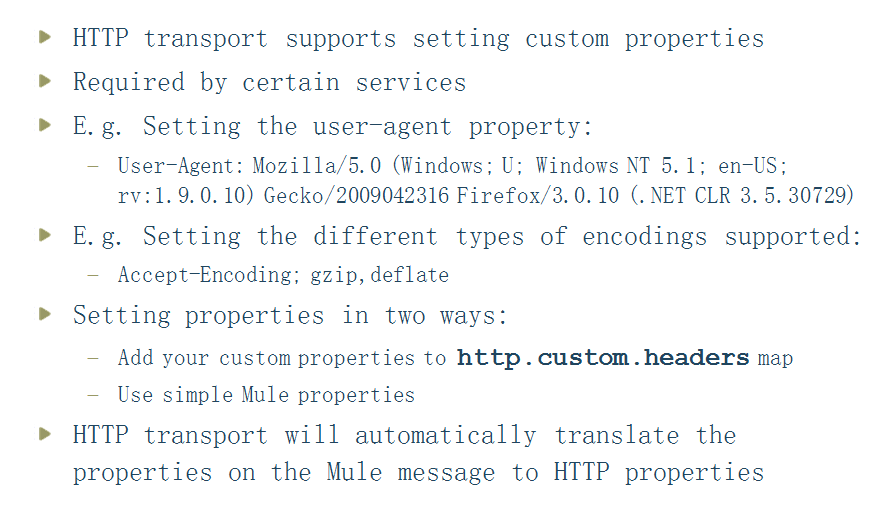 HTTP transport supports setting custom properties
Required by certain services
E.g. Setting the user-agent property:
– User-Agent: Mozilla/5.0 (Windows; U; Windows NT 5.1; en-US;
rv:1.9.0.10) Gecko/2009042316 Firefox/3.0.10 (.NET CLR 3.5.30729)
E.g. Setting the different types of encodings supported:
– Accept-Encoding; gzip,deflate
Setting properties in two ways:
– Add your custom properties to http.custom.headers map
– Use simple Mule properties
HTTP transport will automatically translate the
properties on the Mule message to HTTP properties